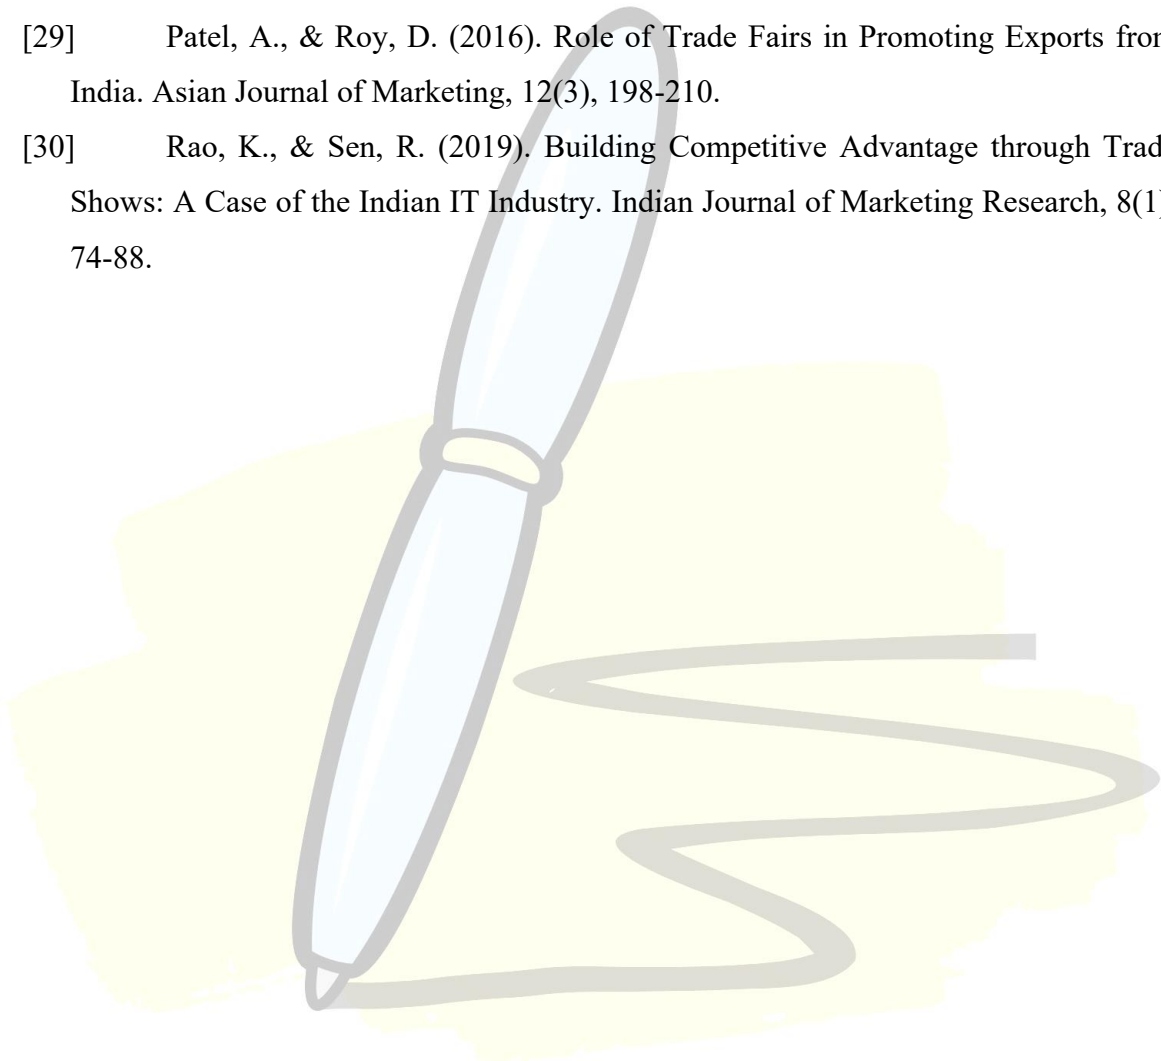 [29] Patel, A., & Roy, D. (2016). Role of Trade Fairs in Promoting Exports from
India. Asian Journal of Marketing, 12(3), 198-210.
[30] Rao, K., & Sen, R. (2019). Building Competitive Advantage through Trad
Shows: A Case of the Indian IT Industry. Indian Journal of Marketing Research, 8(1)
74-88.